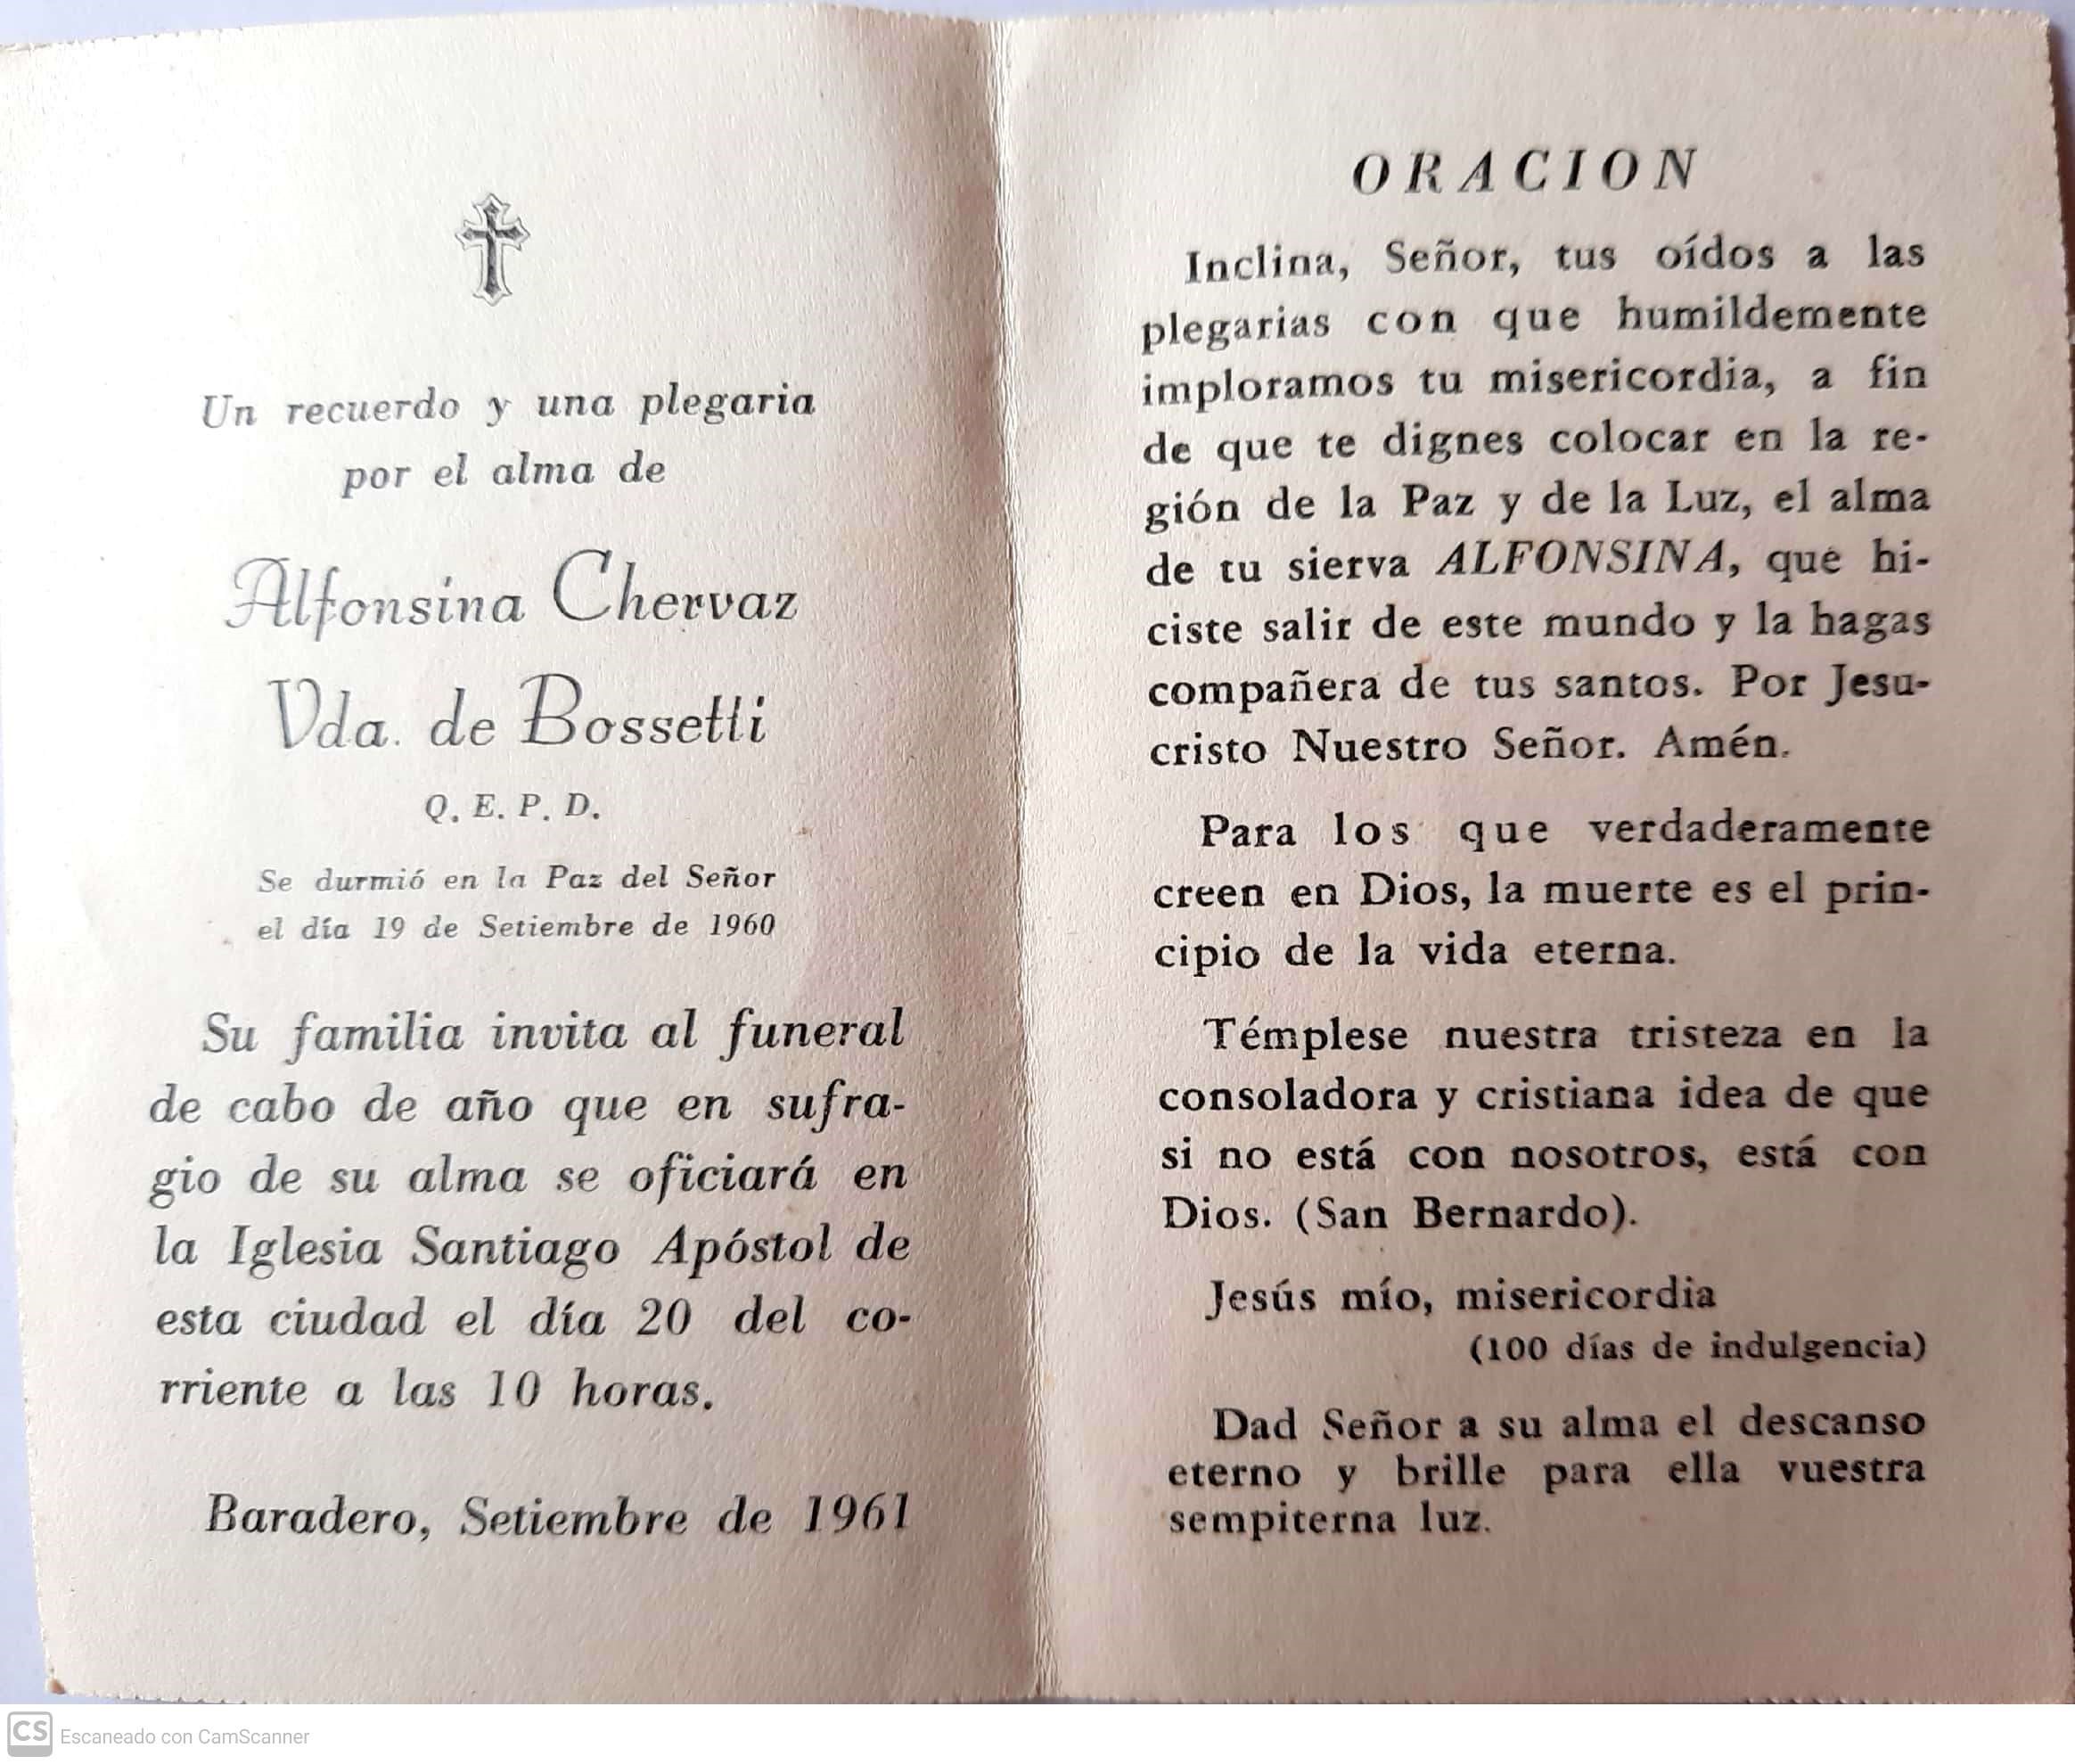 Un recuerdo y una plegaria
por el alma de
Alfonsina Chervaz
Vda. de Bossetti
Q. E. P. D.
Se durmió en la Paz del Señor
el día 19 de Setiembre de 1960
Su familia invita al funeral
de cabo de año que en sufra-
gio de su alma se oficiará en
la Iglesia Santiago Apóstol de
esta ciudad el día 20 del co-
rriente a las 10 horas.
Baradero, Setiembre de 1961
ORACION
Inclina, Señor, tus oídos a las
plegarias con que humildemente
imploramos tu misericordia, a fin
de que te dignes colocar en la re-
gión de la Paz y de la Luz, el alma
de tu sierva ALFONSINA, que hi-
ciste salir de este mundo y la hagas
compañera de tus santos. Por Jesu-
cristo Nuestro Señor. Amén.
Para los que verdaderamente
creen en Dios, la muerte es el prin-
cipio de la vida eterna.
Témplese nuestra tristeza en la
consoladora y cristiana idea de que
si no está con nosotros, está con
Dios. (San Bernardo).
Jesús mío, misericordia
(100 días de indulgencia)
Dad Señor a su alma el descanso
eterno y brille para ella vuestra
sempiterna luz.
CS Escaneado con CamScanner